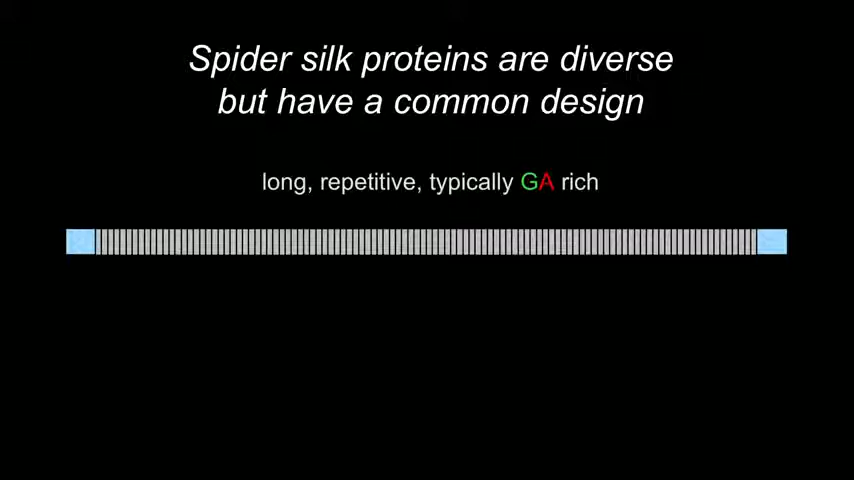 Spider silk proteins are diverse
but have a common design
long, repetitive, typically GA rich